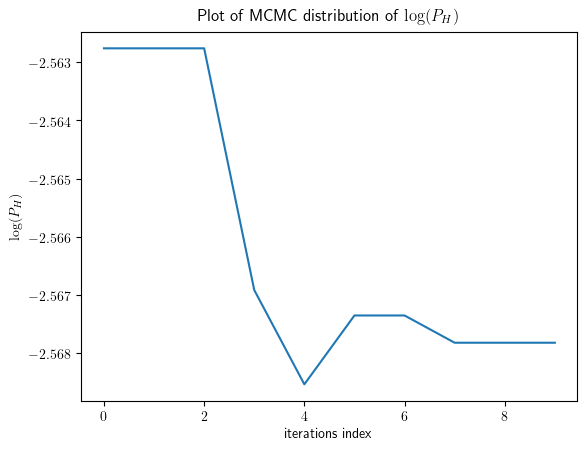 Plot of MCMC distribution of log(P_H)
−2.563
−2.564
−2.565
−2.566
−2.567
−2.568
log(P_H)
0 2 4 6 8
iterations index